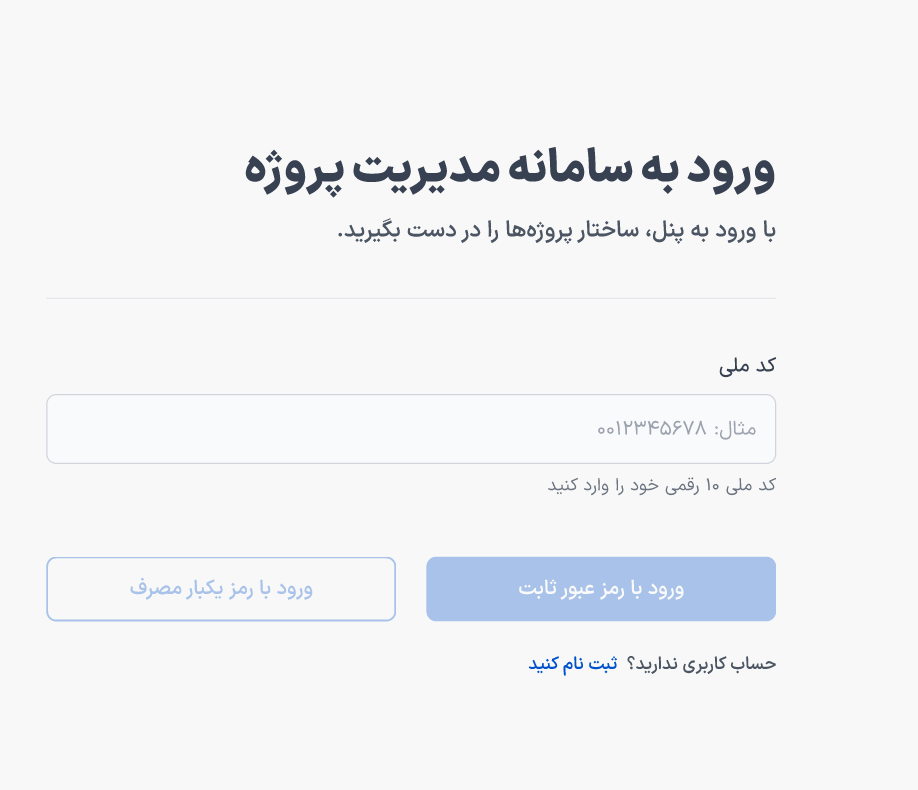 ورود به سامانه مدیریت پروژه
با ورود به پنل، ساختار پروژه‌ها را در دست بگیرید.
کد ملی
مثال: ۰۰۱۲۳۴۵۶۷۸
کد ملی ۱۰ رقمی خود را وارد کنید
ورود با رمز عبور ثابت
ورود با رمز یکبار مصرف
حساب کاربری ندارید؟ ثبت نام کنید